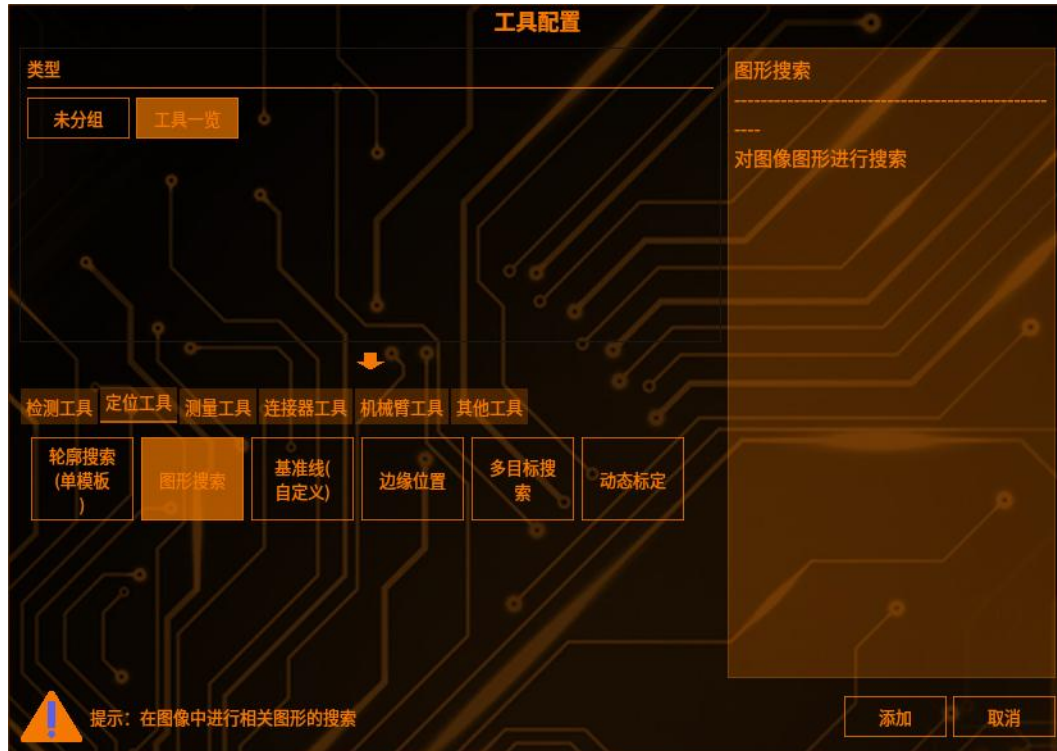 工具配置
类型
未分组
工具一览
图形搜索
-----------------------------------------------
----
对图像图形进行搜索
检测工具
定位工具
测量工具
连接器工具
机械臂工具
其他工具
轮廓搜索
(单模板
)
图形搜索
基准线(
自定义)
边缘位置
多目标搜
索
动态标定
提示：在图像中进行相关图形的搜索
添加
取消